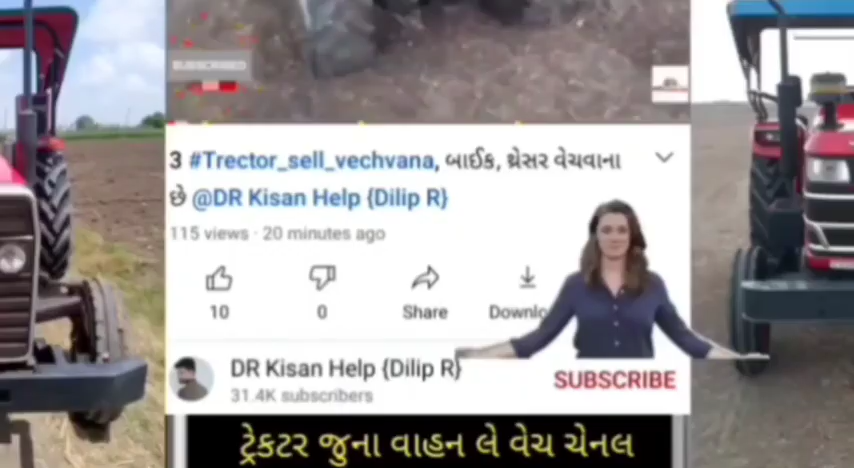 SUBSCRIBED
3 #Trector_sell_vechvana, બાઈક, થ્રેસર વેચવાના
છે @DR Kisan Help {Dilip R}
115 views · 20 minutes ago
10
0
Share
Downlo
DR Kisan Help {Dilip R}
31.4K subscribers
SUBSCRIBE
ટ્રેકટર જુના વાહન લે વેચ ચેનલ